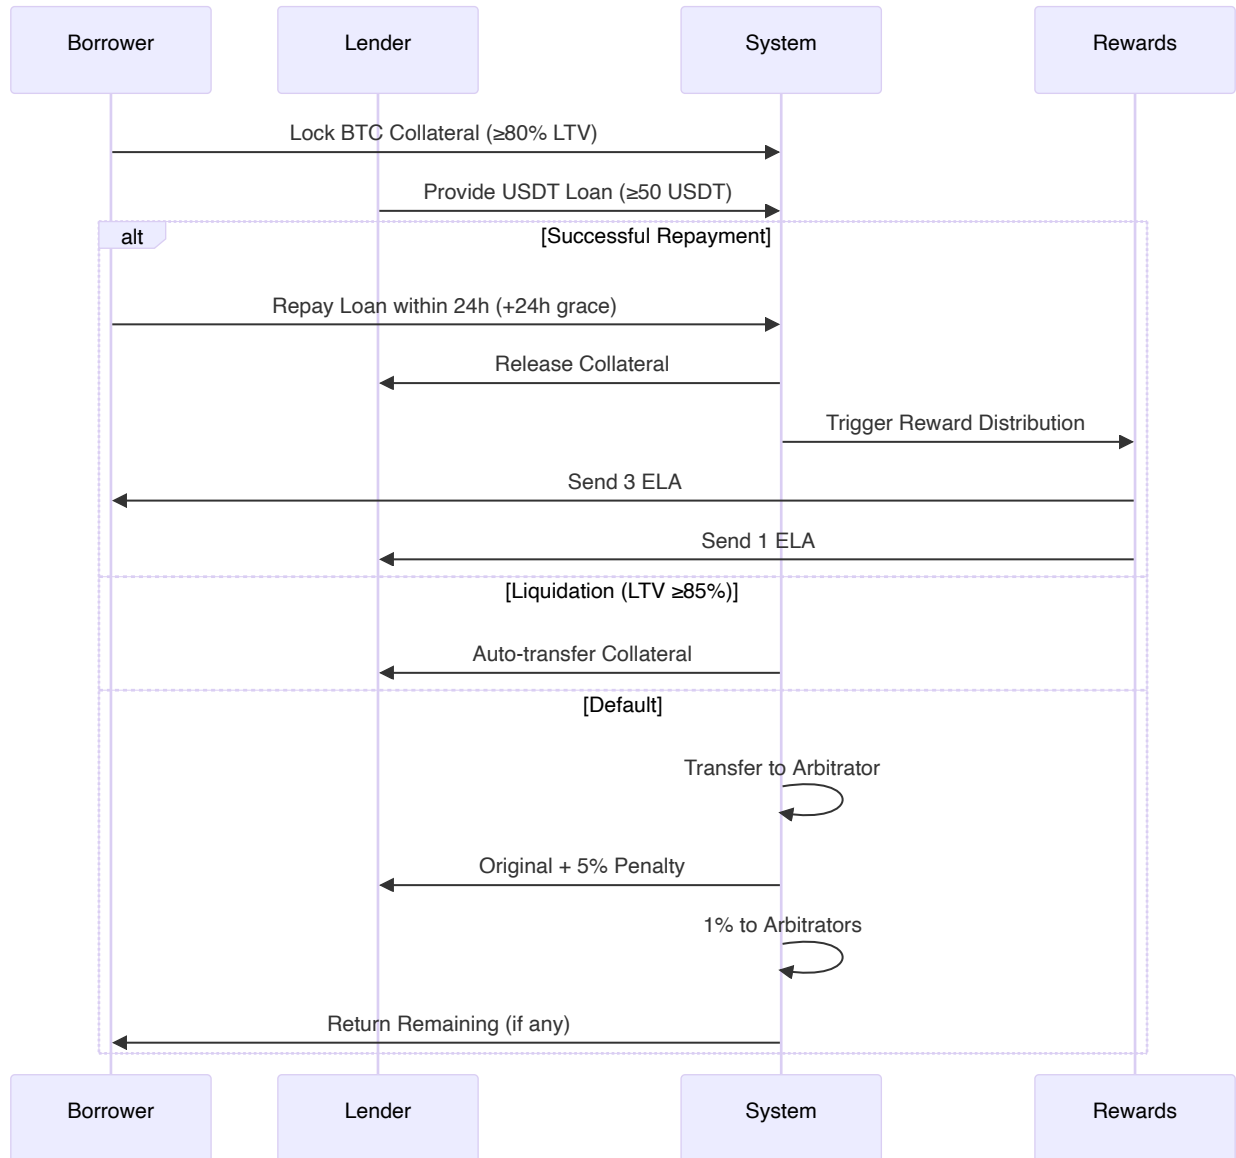 Borrower
Lender
System
Rewards
Lock BTC Collateral (≥80% LTV)
Provide USDT Loan (≥50 USDT)
alt
[Successful Repayment]
Repay Loan within 24h (+24h grace)
Release Collateral
Trigger Reward Distribution
Send 3 ELA
Send 1 ELA
[Liquidation (LTV ≥85%)]
Auto-transfer Collateral
[Default]
Transfer to Arbitrator
Original + 5% Penalty
1% to Arbitrators
Return Remaining (if any)
Borrower
Lender
System
Rewards